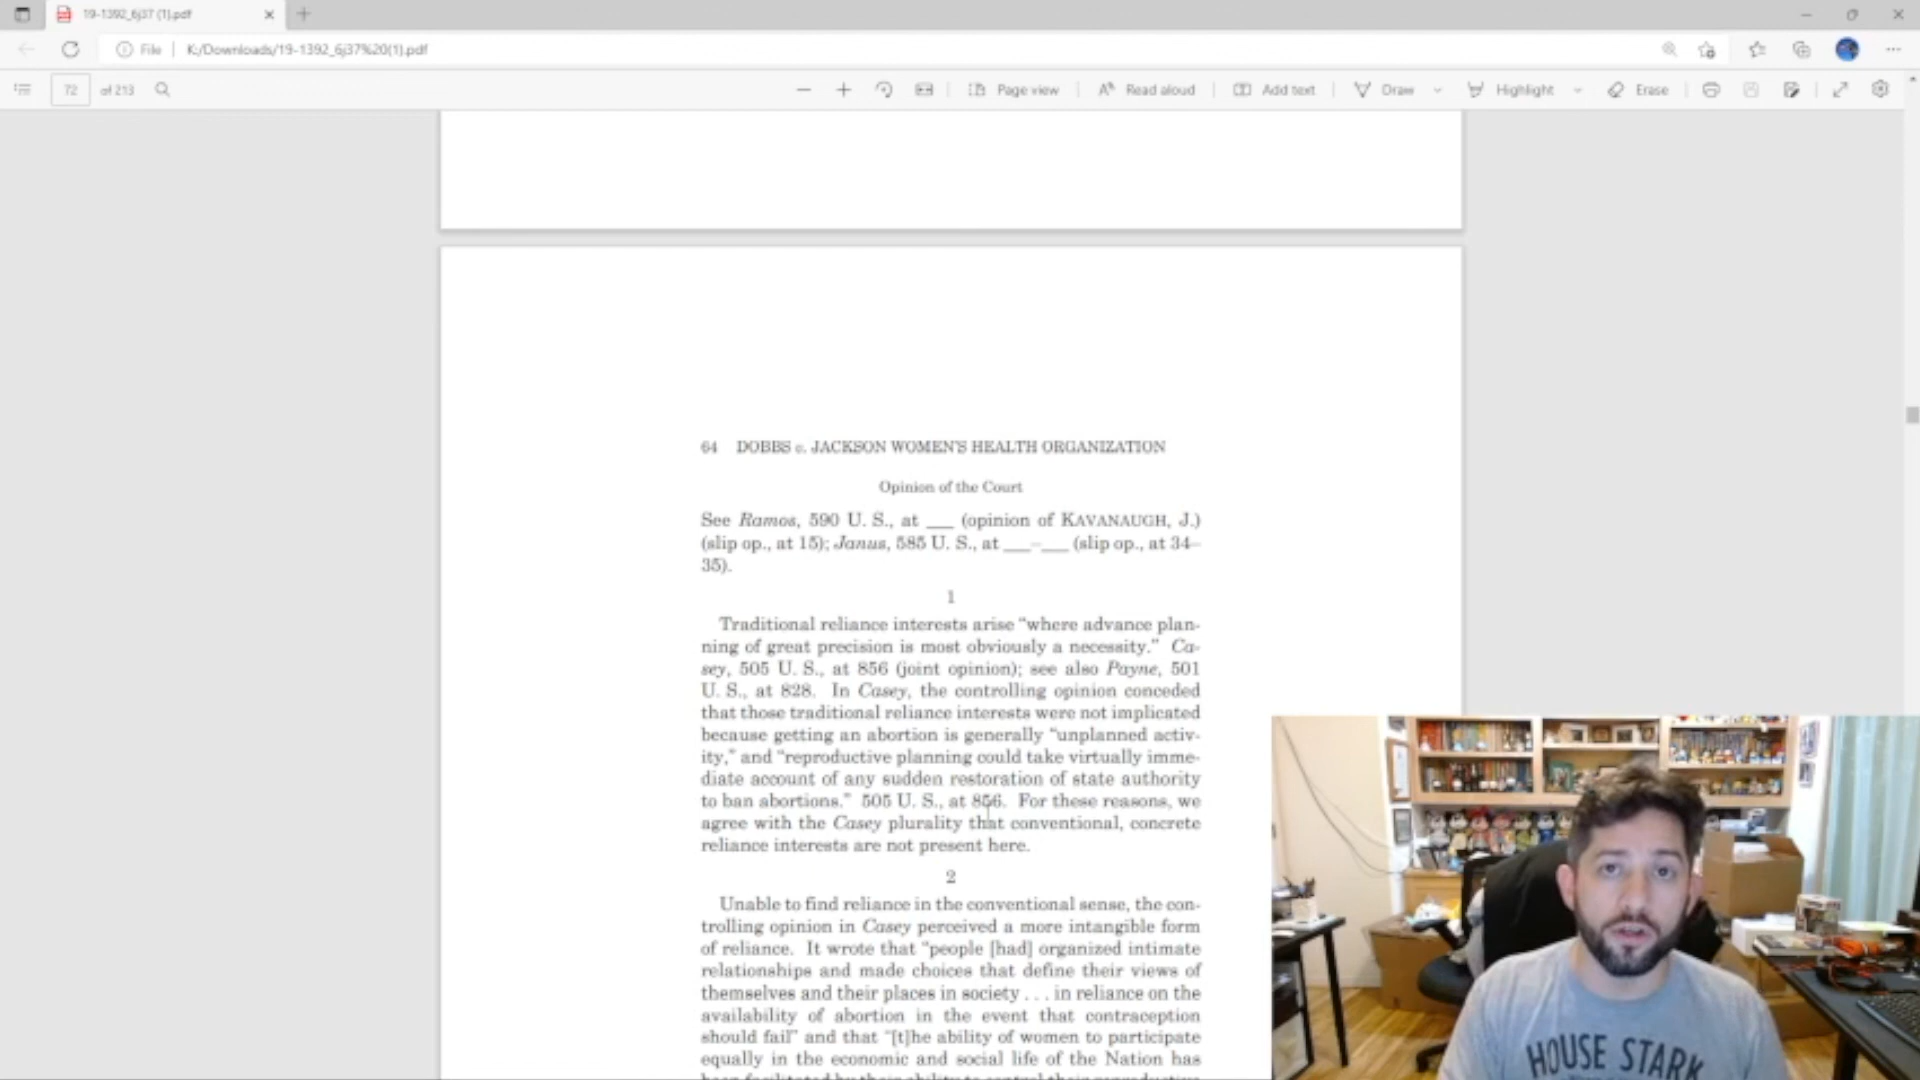 19-1392_6j37 (1).pdf
File | K:/Downloads/19-1392_6j37%20(1).pdf
72 of 213 Page view Read aloud Add text Draw Highlight Erase
64 DOBBS v. JACKSON WOMEN'S HEALTH ORGANIZATION
Opinion of the Court
See Ramos, 590 U. S., at ___ (opinion of KAVANAUGH, J.)
(slip op., at 15); Janus, 585 U. S., at ___–___ (slip op., at 34–
35).
1
Traditional reliance interests arise “where advance plan-
ning of great precision is most obviously a necessity.” Ca-
sey, 505 U. S., at 856 (joint opinion); see also Payne, 501
U. S., at 828. In Casey, the controlling opinion conceded
that those traditional reliance interests were not implicated
because getting an abortion is generally “unplanned activ-
ity,” and “reproductive planning could take virtually imme-
diate account of any sudden restoration of state authority
to ban abortions.” 505 U. S., at 856. For these reasons, we
agree with the Casey plurality that conventional, concrete
reliance interests are not present here.
2
Unable to find reliance in the conventional sense, the con-
trolling opinion in Casey perceived a more intangible form
of reliance. It wrote that “people [had] organized intimate
relationships and made choices that define their views of
themselves and their places in society . . . in reliance on the
availability of abortion in the event that contraception
should fail” and that “[t]he ability of women to participate
equally in the economic and social life of the Nation has
HOUSE STARK